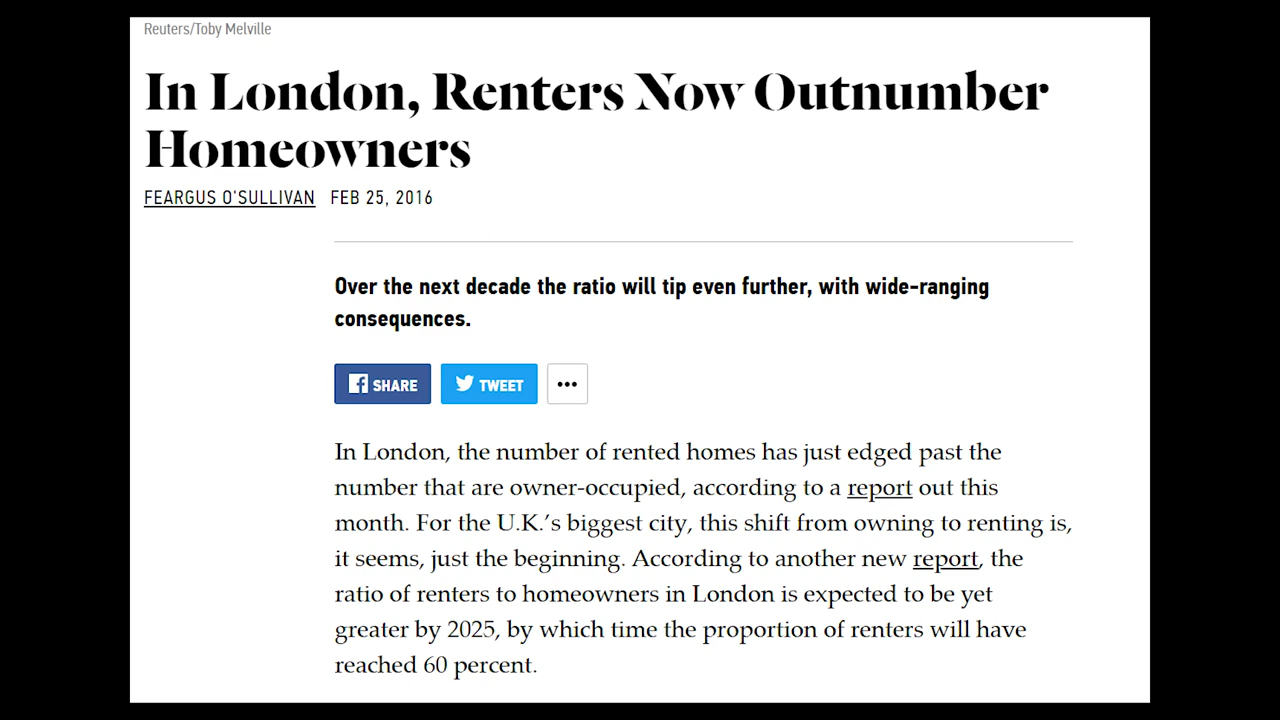 Reuters/Toby Melville
In London, Renters Now Outnumber
Homeowners
FEARGUS O'SULLIVAN FEB 25, 2016
Over the next decade the ratio will tip even further, with wide-ranging
consequences.
SHARE TWEET •••
In London, the number of rented homes has just edged past the
number that are owner-occupied, according to a report out this
month. For the U.K.’s biggest city, this shift from owning to renting is,
it seems, just the beginning. According to another new report, the
ratio of renters to homeowners in London is expected to be yet
greater by 2025, by which time the proportion of renters will have
reached 60 percent.